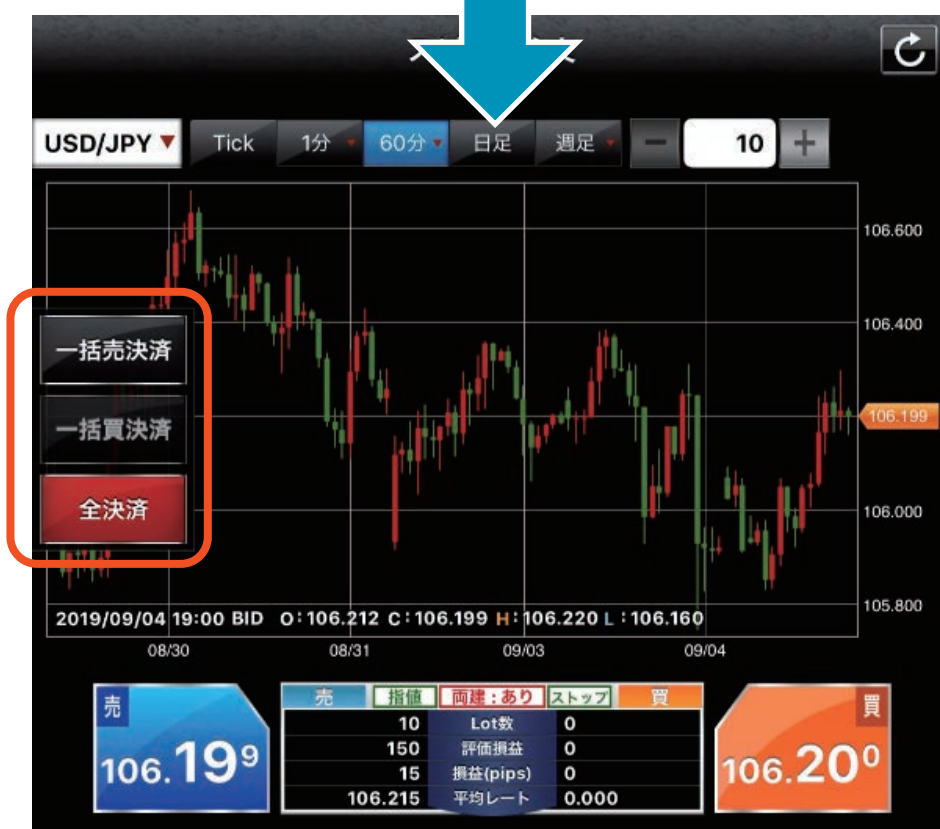 USD/JPY ▼ Tick 1分 60分 日足 週足 − 10 +
106.600
106.400
106.199
106.000
105.800
一括売決済
一括買決済
全決済
2019/09/04 19:00 BID O:106.212 C:106.199 H:106.220 L:106.160
08/30 08/31 09/03 09/04
売
106.199
売 指値 両建:あり ストップ 買
10 Lot数 0
150 評価損益 0
15 損益(pips) 0
106.215 平均レート 0.000
買
106.200